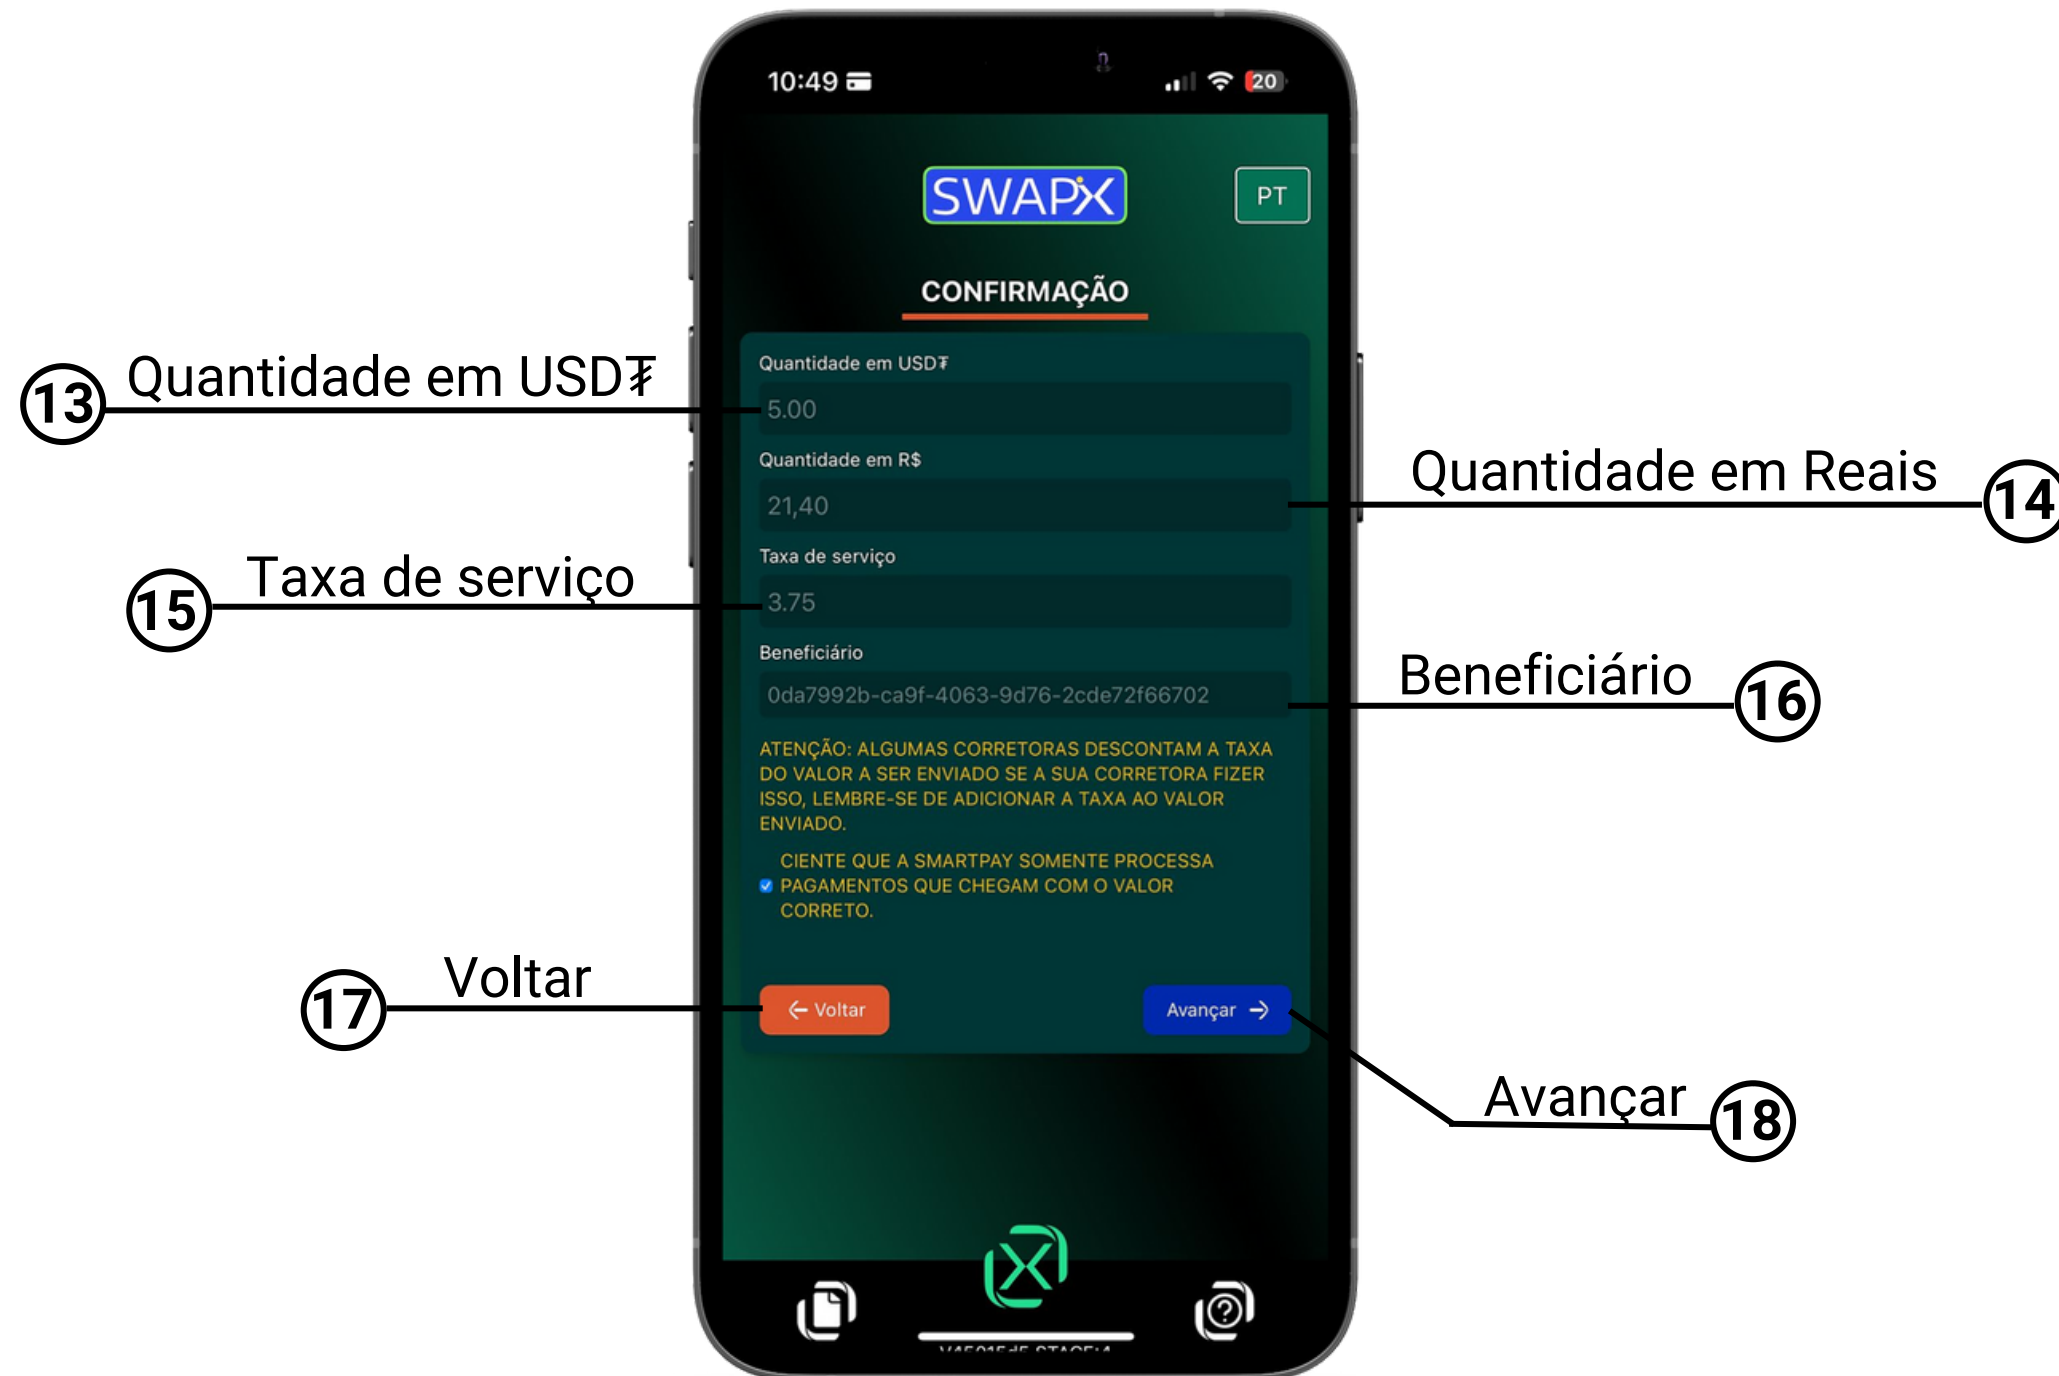 10:49
20
SWAPIX
PT
CONFIRMAÇÃO
13 Quantidade em USD₮
Quantidade em USD₮
5.00
Quantidade em R$
21,40
Quantidade em Reais 14
15 Taxa de serviço
Taxa de serviço
3.75
Beneficiário
0da7992b-ca9f-4063-9d76-2cde72f66702
Beneficiário 16
ATENÇÃO: ALGUMAS CORRETORAS DESCONTAM A TAXA
DO VALOR A SER ENVIADO SE A SUA CORRETORA FIZER
ISSO, LEMBRE-SE DE ADICIONAR A TAXA AO VALOR
ENVIADO.
CIENTE QUE A SMARTPAY SOMENTE PROCESSA
PAGAMENTOS QUE CHEGAM COM O VALOR
CORRETO.
17 Voltar
← Voltar
Avançar →
Avançar 18